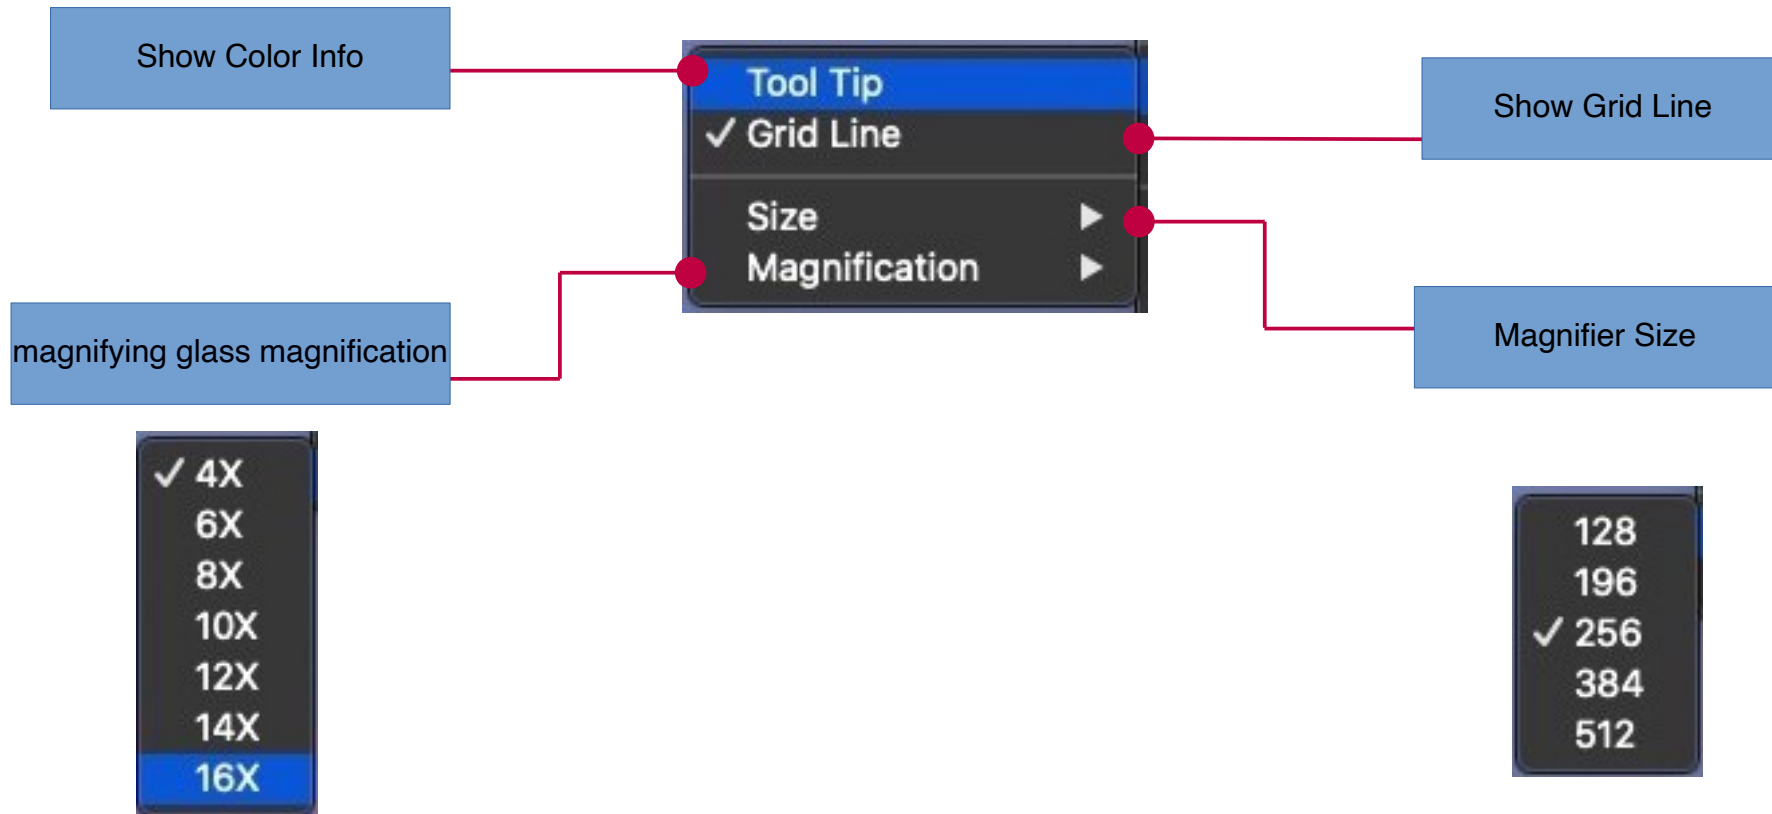 Show Color Info
Tool Tip
Grid Line
Show Grid Line
Size
Magnification
magnifying glass magnification
Magnifier Size
4X
6X
8X
10X
12X
14X
16X
128
196
256
384
512